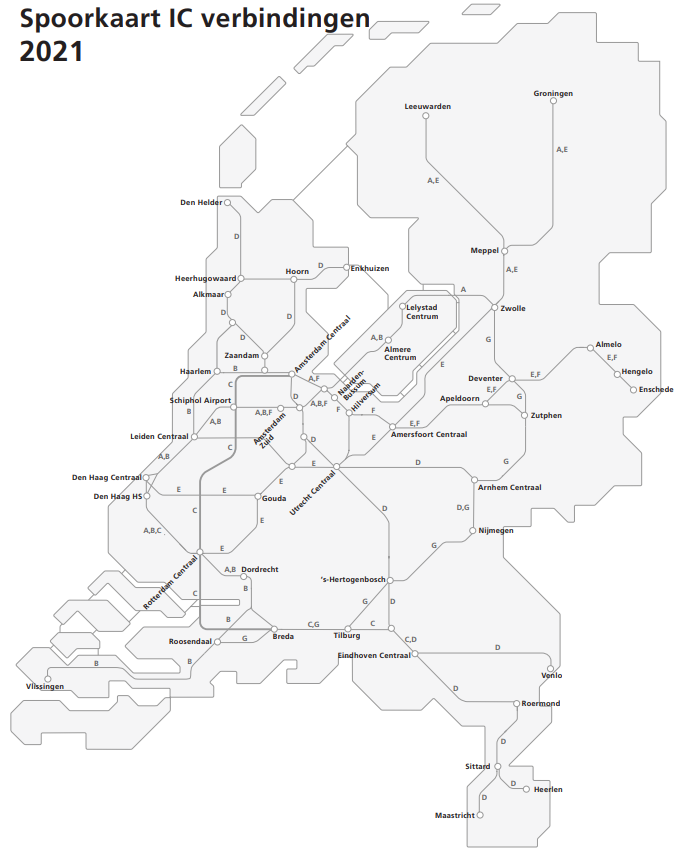 Spoorkaart IC verbindingen
2021
Groningen
Leeuwarden
A,E
A,E
Den Helder
D
Meppel
A,E
Heerhugowaard
Hoorn
D
Enkhuizen
Alkmaar
A
Lelystad
Centrum
Zwolle
D
D
D
A,B
Almere
Centrum
G
Amsterdam Centraal
Zaandam
E
Almelo
E,F
Haarlem
B
C
A,F
Naarden-
Bussum
Hilversum
Deventer
E,F
Hengelo
Enschede
E,F
G
Schiphol Airport
D
A,B,F
A,B,F
F
F
Apeldoorn
Zutphen
B
A,B
Amsterdam
Zuid
E,F
Leiden Centraal
D
E
Amersfoort Centraal
C
A,B
E
D
G
Den Haag Centraal
E
Utrecht Centraal
Arnhem Centraal
Den Haag HS
E
E
Gouda
C
D
D,G
A,B,C
E
Nijmegen
E
G
Rotterdam Centraal
A,B
Dordrecht
's-Hertogenbosch
B
C
G
D
B
C,G
C
Roosendaal
G
Breda
Tilburg
C,D
Eindhoven Centraal
D
B
B
Venlo
Vlissingen
D
Roermond
D
Sittard
D
Heerlen
D
Maastricht